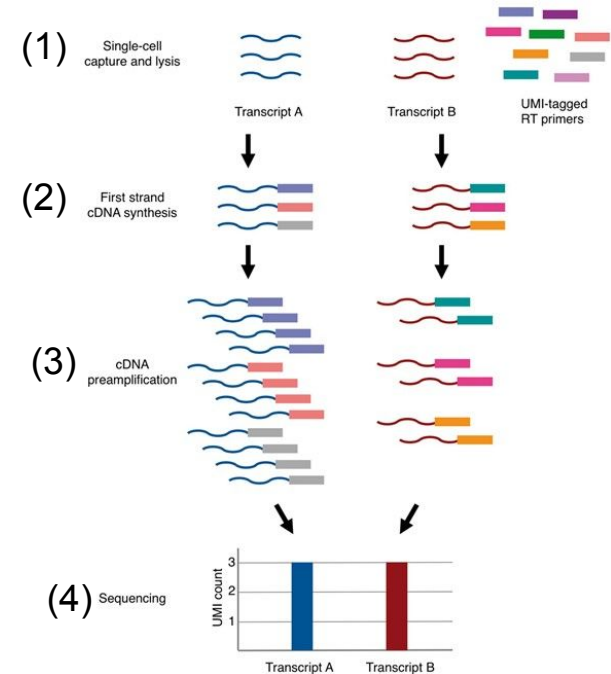 (1)
Single-cell
capture and lysis
Transcript A
Transcript B
UMI-tagged
RT primers
(2)
First strand
cDNA synthesis
(3)
cDNA
preamplification
(4)
Sequencing
UMI count
3
2
1
Transcript A
Transcript B